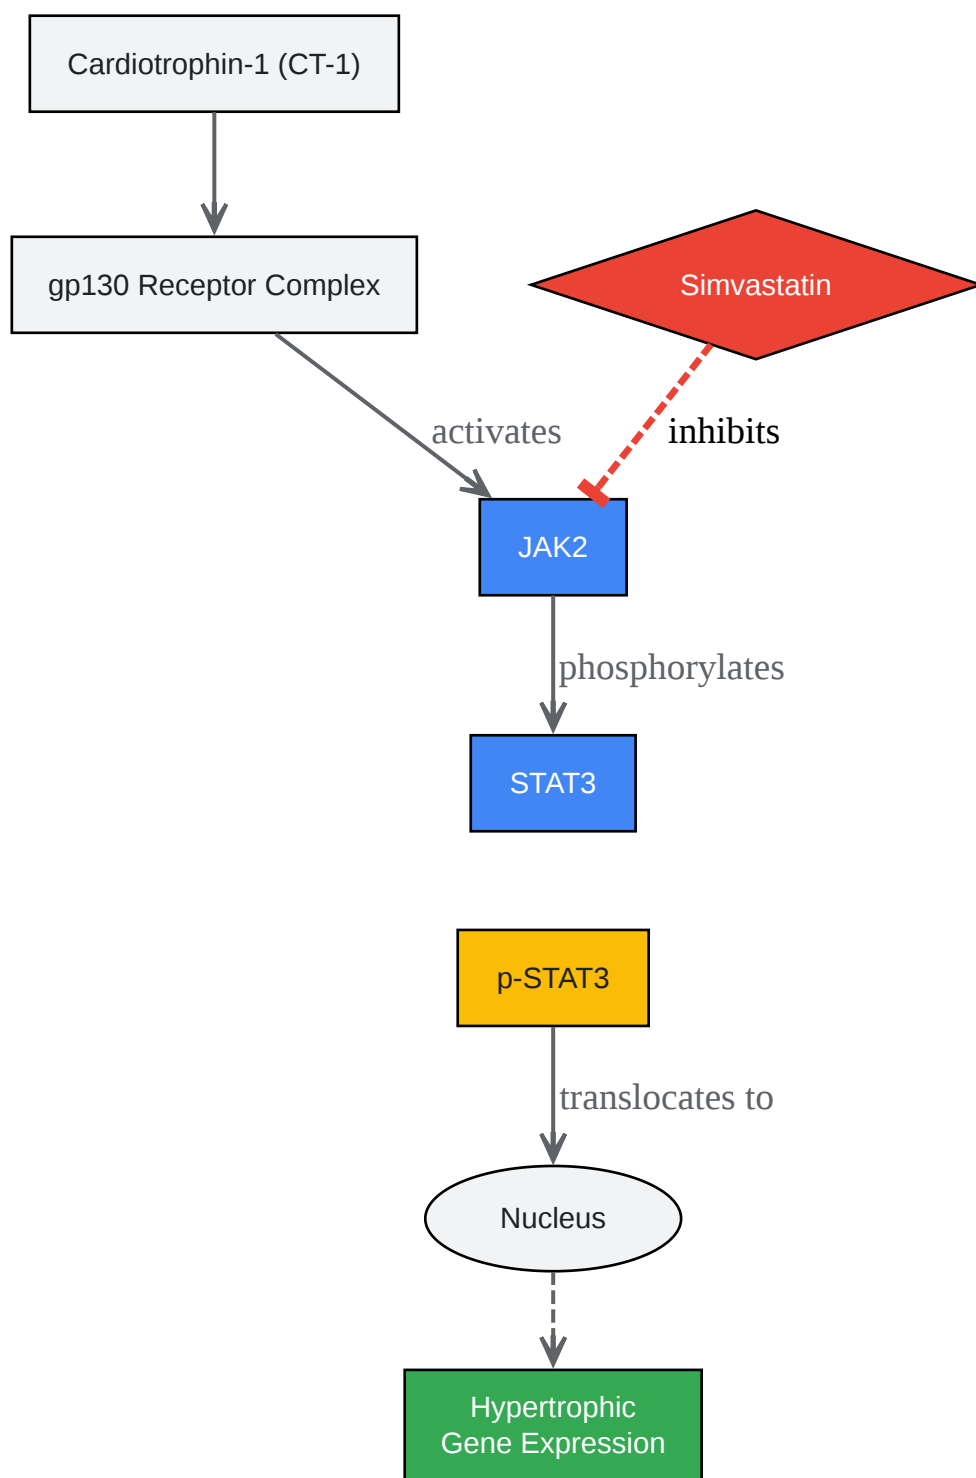 Cardiotrophin-1 (CT-1)
gp130 Receptor Complex
Simvastatin
activates
inhibits
JAK2
phosphorylates
STAT3
p-STAT3
translocates to
Nucleus
Hypertrophic
Gene Expression